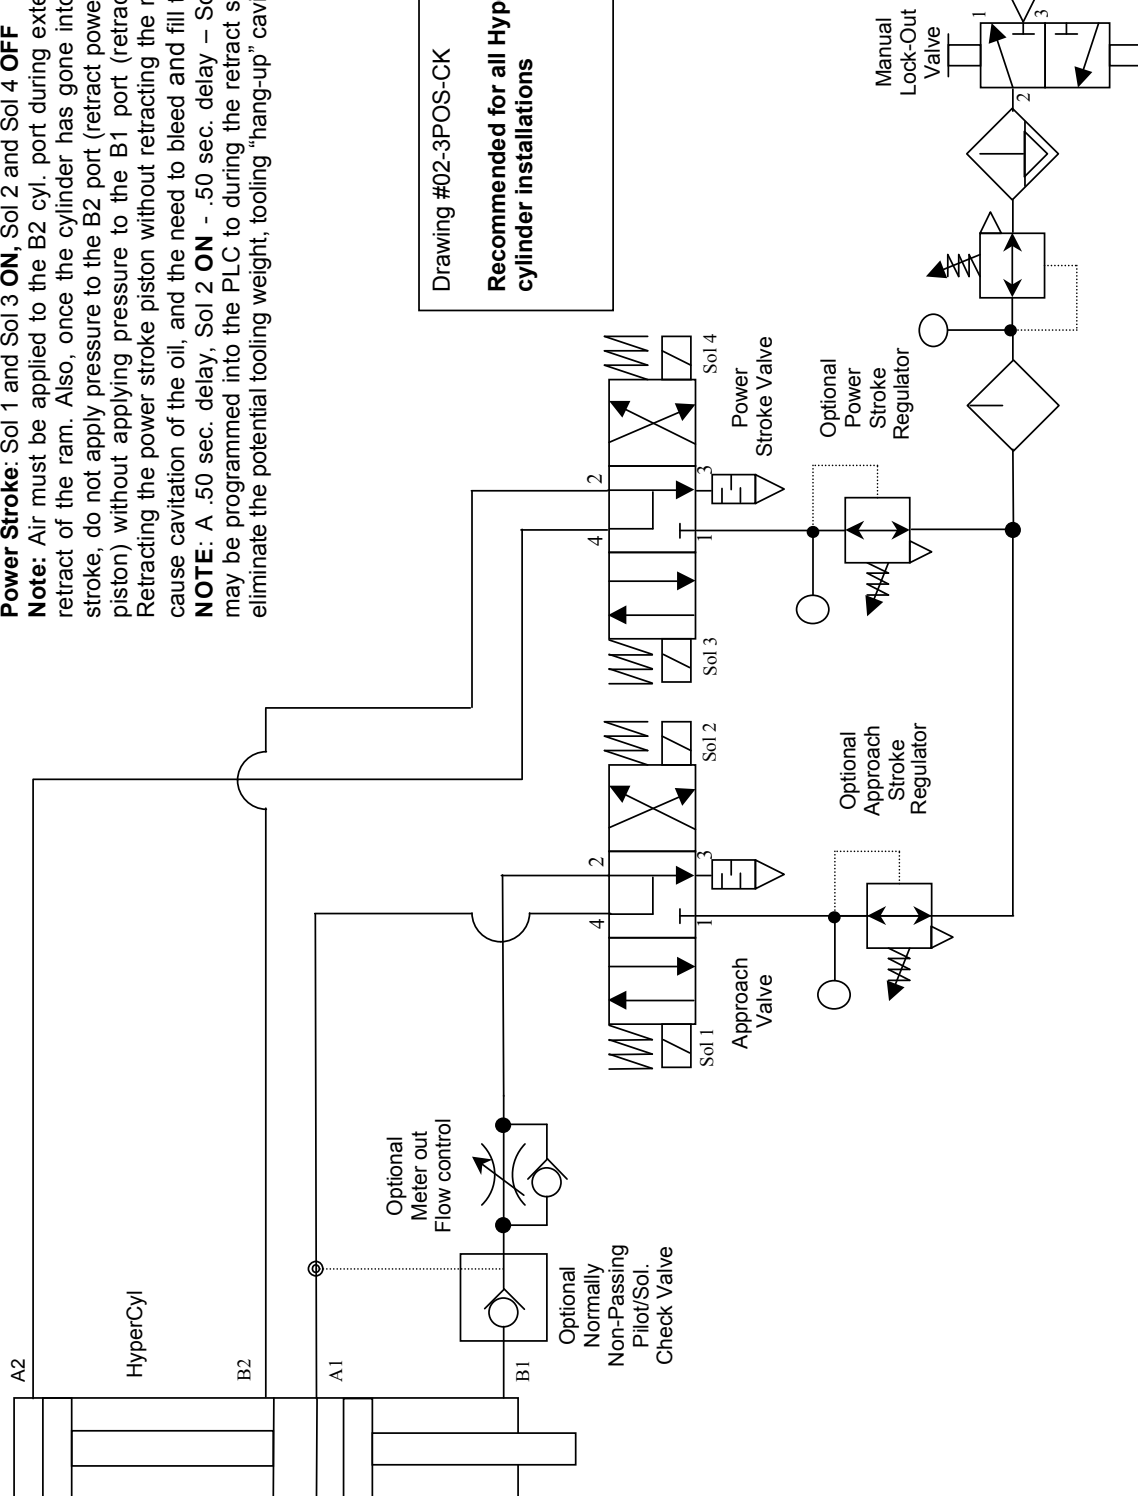 Power Stroke: Sol 1 and Sol 3 ON, Sol 2 and Sol 4 OFF
Note: Air must be applied to the B2 cyl. port during
retract of the ram. Also, once the cylinder has gone into
stroke, do not apply pressure to the B2 port (retract power
piston) without applying pressure to the B1 port
Retracting the power stroke piston without retracting the
cause cavitation of the oil, and the need to bleed and fill
NOTE: A .50 sec. delay, Sol 2 ON - .50 sec. delay –
may be programmed into the PLC to during the retract
eliminate the potential tooling weight, tooling "hang-up"
Drawing #02-3POS-CK
Recommended for all
cylinder installations
Manual
Lock-Out
Valve
1
3
2
Sol 4
Power
Stroke Valve
Optional
Power
Stroke
Regulator
2
4
3
1
Sol 3
Sol 2
Optional
Approach
Stroke
Regulator
2
4
3
1
Sol 1
Approach
Valve
Optional
Meter out
Flow control
Optional
Normally
Non-Passing
Pilot/Sol.
Check Valve
HyperCyl
A2
B2
A1
B1